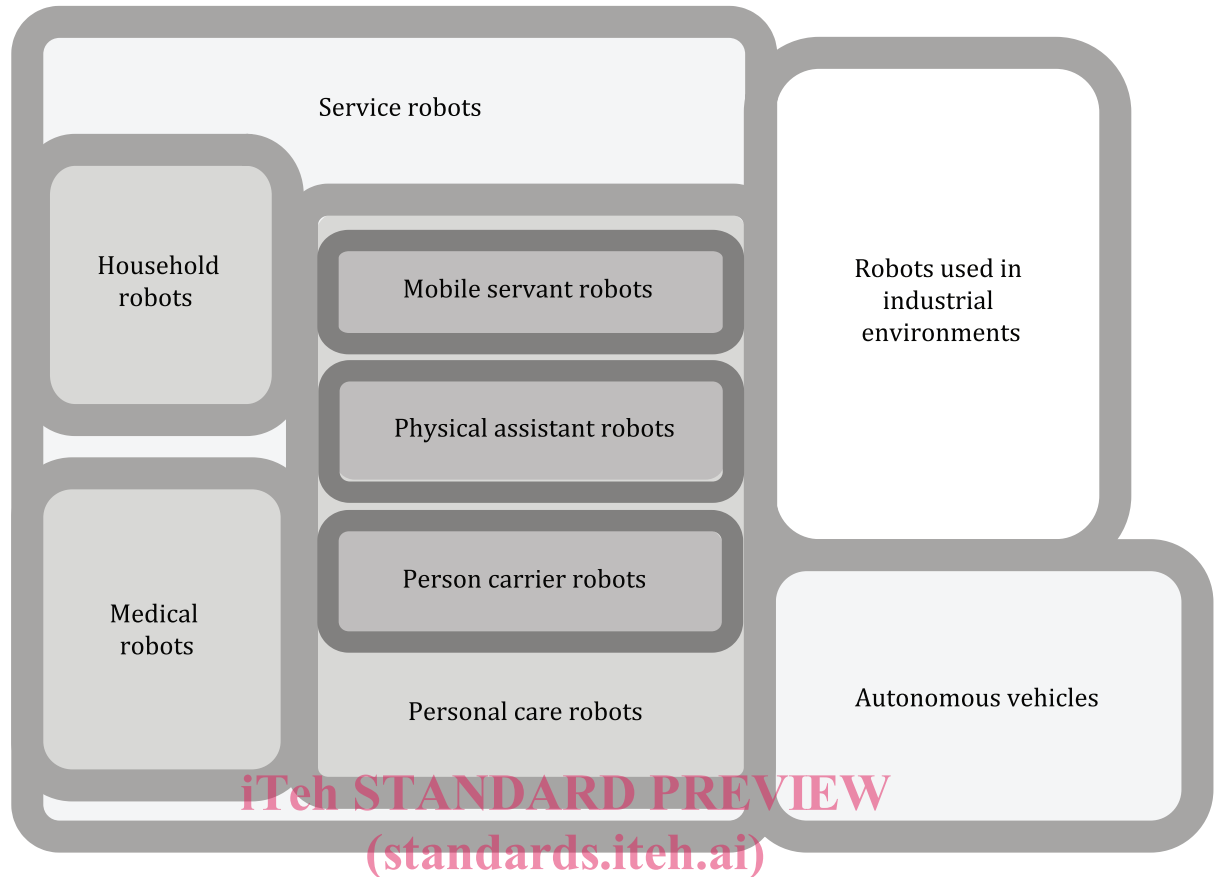 Service robots
Household
robots
Mobile servant robots
Robots used in
industrial
environments
Physical assistant robots
Person carrier robots
Medical
robots
Personal care robots
Autonomous vehicles
iTeh STANDARD PREVIEW
(standards.iteh.ai)